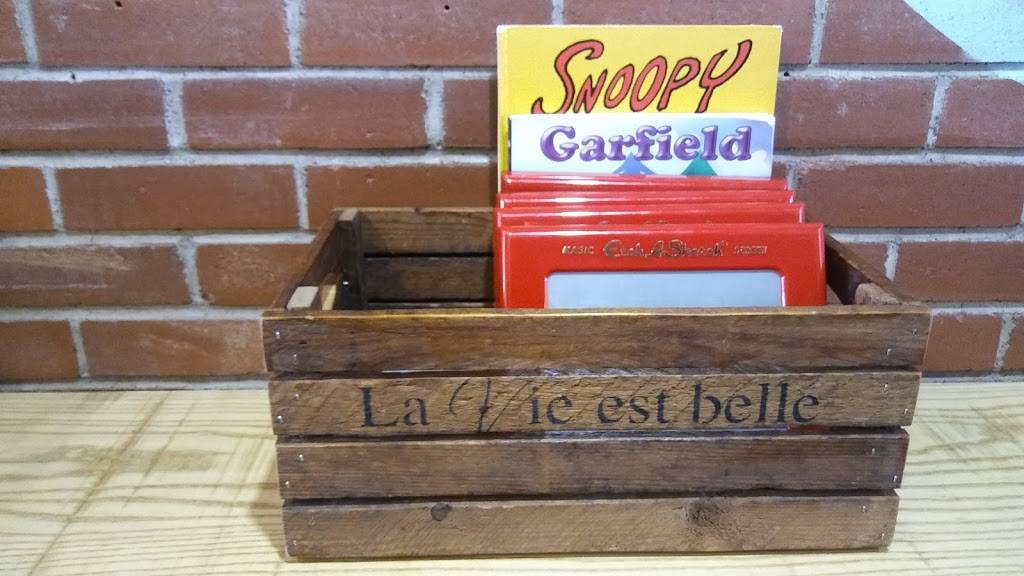 SNOOPY
Garfield
MAGIC Etch A Sketch SCREEN
La Vie est belle